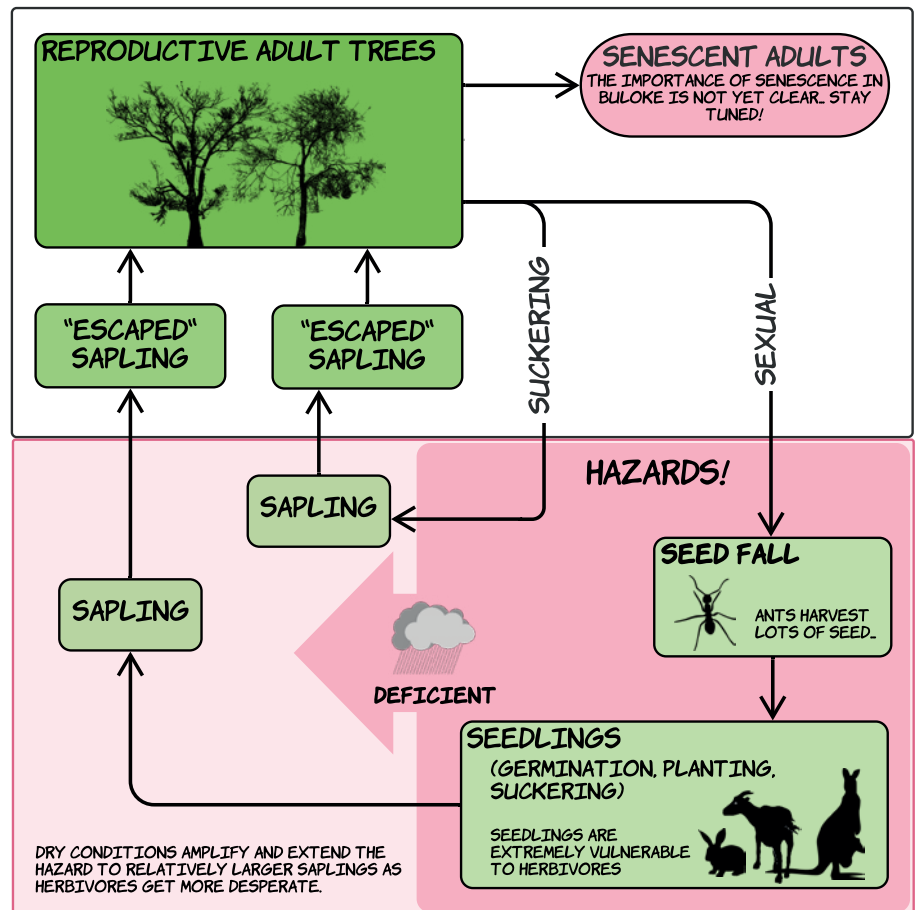 REPRODUCTIVE ADULT TREES
SENESCENT ADULTS
THE IMPORTANCE OF SENESCENCE IN
BULOKE IS NOT YET CLEAR... STAY
TUNED!
"ESCAPED"
SAPLING
"ESCAPED"
SAPLING
SUCKERING
SEXUAL
HAZARDS!
SAPLING
SEED FALL
ANTS HARVEST
LOTS OF SEED...
SAPLING
DEFICIENT
SEEDLINGS
(GERMINATION, PLANTING,
SUCKERING)
SEEDLINGS ARE
EXTREMELY VULNERABLE
TO HERBIVORES
DRY CONDITIONS AMPLIFY AND EXTEND THE
HAZARD TO RELATIVELY LARGER SAPLINGS AS
HERBIVORES GET MORE DESPERATE.